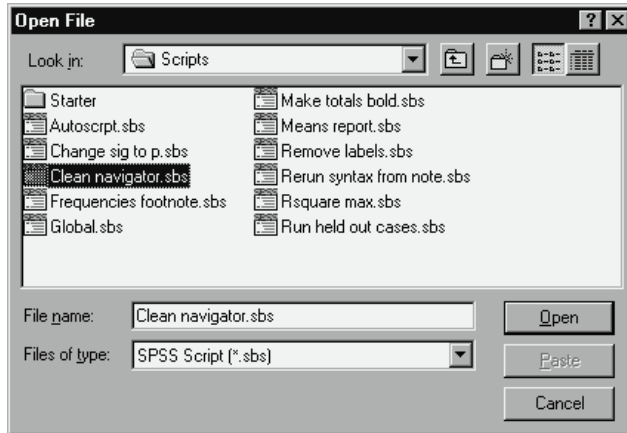 Open File
Look in: Scripts
Starter
Autoscrpt.sbs
Change sig to p.sbs
Clean navigator.sbs
Frequencies footnote.sbs
Global.sbs
Make totals bold.sbs
Means report.sbs
Remove labels.sbs
Rerun syntax from note.sbs
Rsquare max.sbs
Run held out cases.sbs
File name: Clean navigator.sbs
Open
Files of type: SPSS Script (*.sbs)
Paste
Cancel